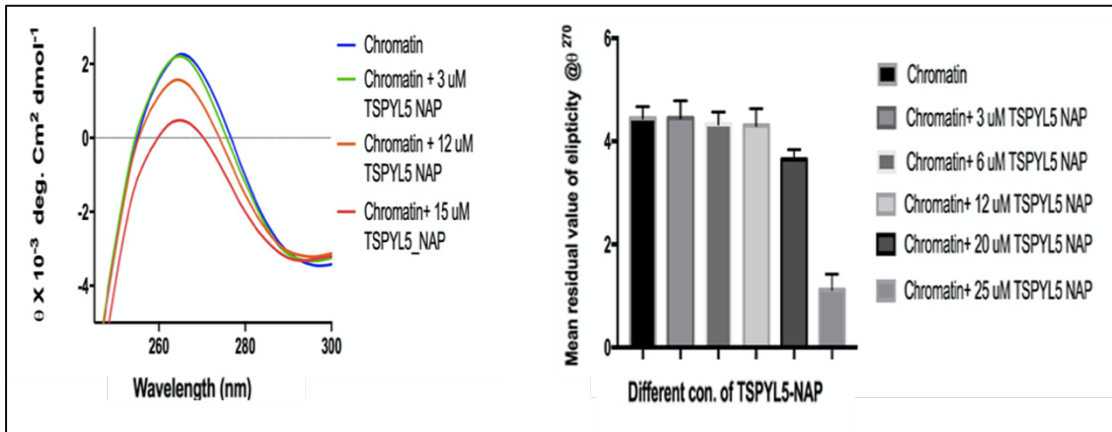 θ X 10⁻³ deg. Cm² dmol⁻¹
2
0
-2
-4
260
280
300
Wavelength (nm)
Chromatin
Chromatin + 3 uM
TSPYL5 NAP
Chromatin + 12 uM
TSPYL5 NAP
Chromatin+ 15 uM
TSPYL5_NAP
Mean residual value of elipticity @θ ²⁷⁰
6
4
2
0
Different con. of TSPYL5-NAP
Chromatin
Chromatin+ 3 uM TSPYL5 NAP
Chromatin+ 6 uM TSPYL5 NAP
Chromatin+ 12 uM TSPYL5 NAP
Chromatin+ 20 uM TSPYL5 NAP
Chromatin+ 25 uM TSPYL5 NAP